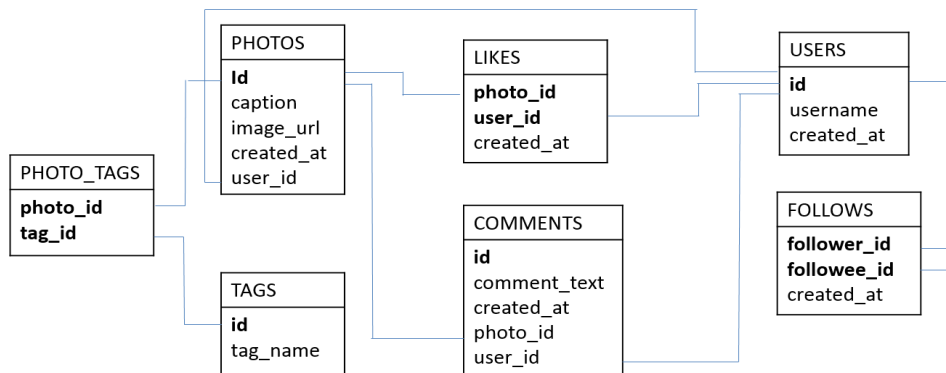 PHOTOS
Id
caption
image_url
created_at
user_id
LIKES
photo_id
user_id
created_at
USERS
id
username
created_at
PHOTO_TAGS
photo_id
tag_id
TAGS
id
tag_name
COMMENTS
id
comment_text
created_at
photo_id
user_id
FOLLOWS
follower_id
followee_id
created_at